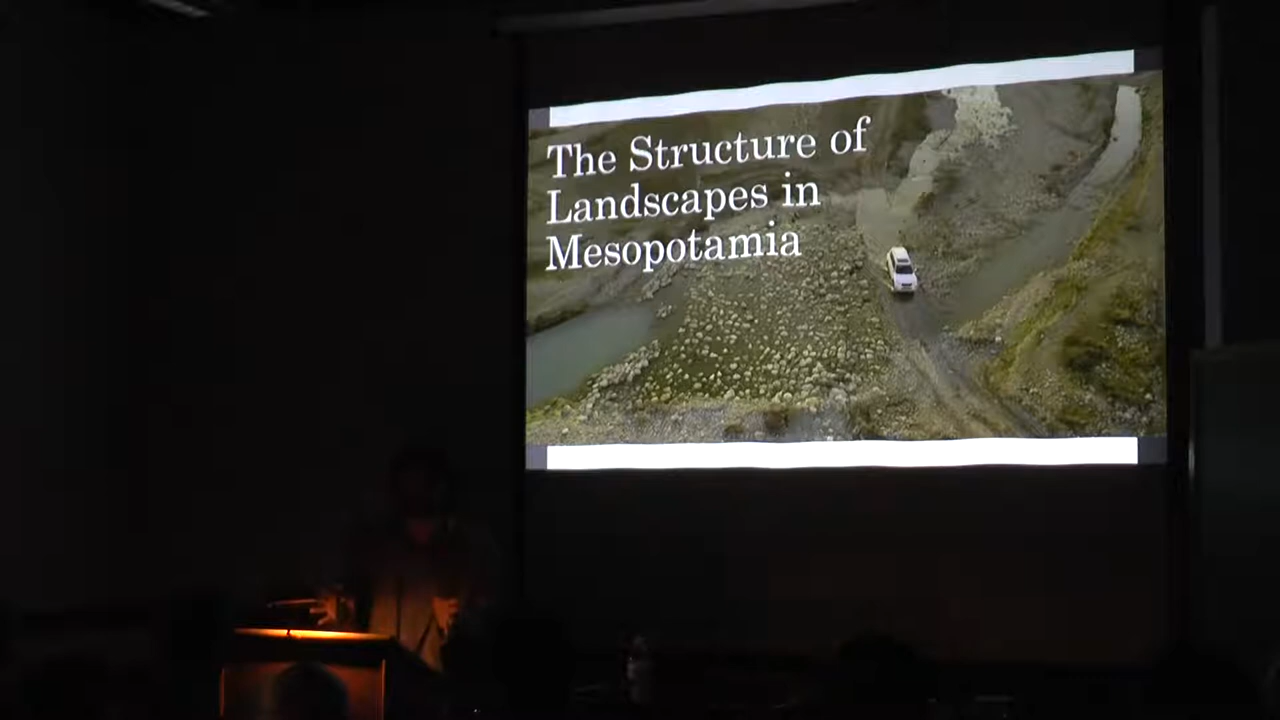 The Structure of
Landscapes in
Mesopotamia